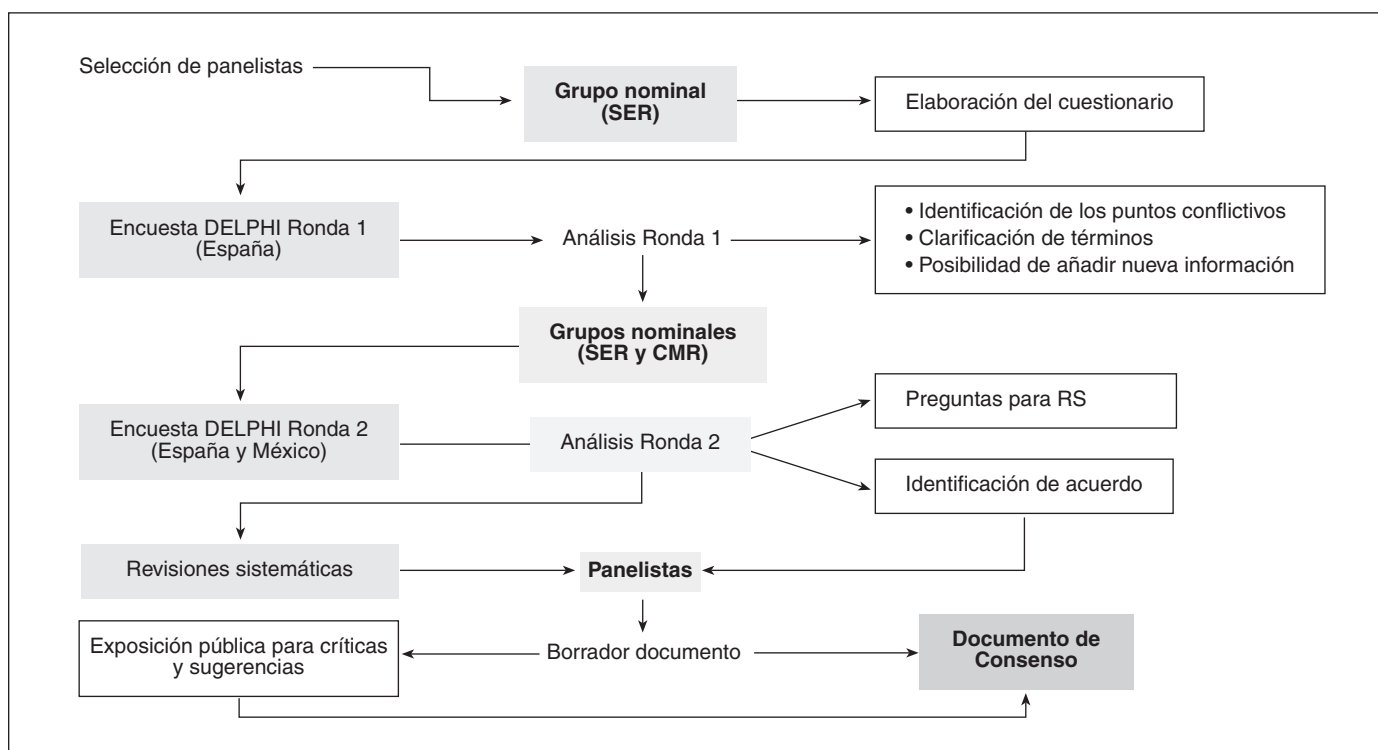 Selección de panelistas
Grupo nominal
(SER)
Elaboración del cuestionario
Encuesta DELPHI Ronda 1
(España)
Análisis Ronda 1
• Identificación de los puntos conflictivos
• Clarificación de términos
• Posibilidad de añadir nueva información
Grupos nominales
(SER y CMR)
Encuesta DELPHI Ronda 2
(España y México)
Análisis Ronda 2
Preguntas para RS
Identificación de acuerdo
Revisiones sistemáticas
Panelistas
Exposición pública para críticas
y sugerencias
Borrador documento
Documento de
Consenso